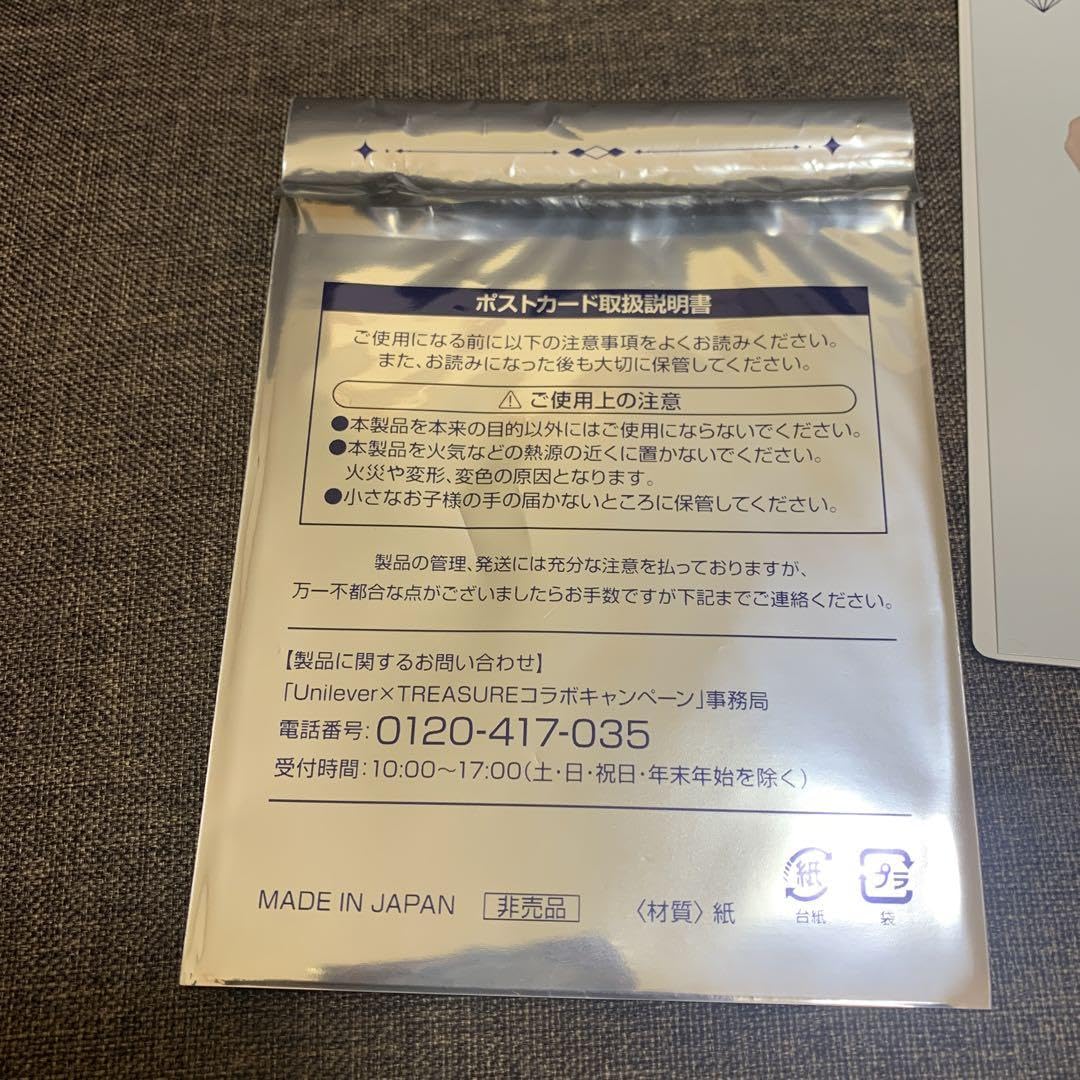 ポストカード取扱説明書
ご使用になる前に以下の注意事項をよくお読みください。
また、お読みになった後も大切に保管してください。
⚠ ご使用上の注意
●本製品を本来の目的以外にはご使用にならないでください。
●本製品を火気などの熱源の近くに置かないでください。
火災や変形、変色の原因となります。
●小さなお子様の手の届かないところに保管してください。
製品の管理、発送には充分な注意を払っておりますが、
万一不都合な点がございましたらお手数ですが下記までご連絡ください。
【製品に関するお問い合わせ】
「Unilever×TREASUREコラボキャンペーン」事務局
電話番号:0120-417-035
受付時間:10:00〜17:00(土・日・祝日・年末年始を除く)
MADE IN JAPAN 非売品 〈材質〉紙
紙 プラ
台紙 袋